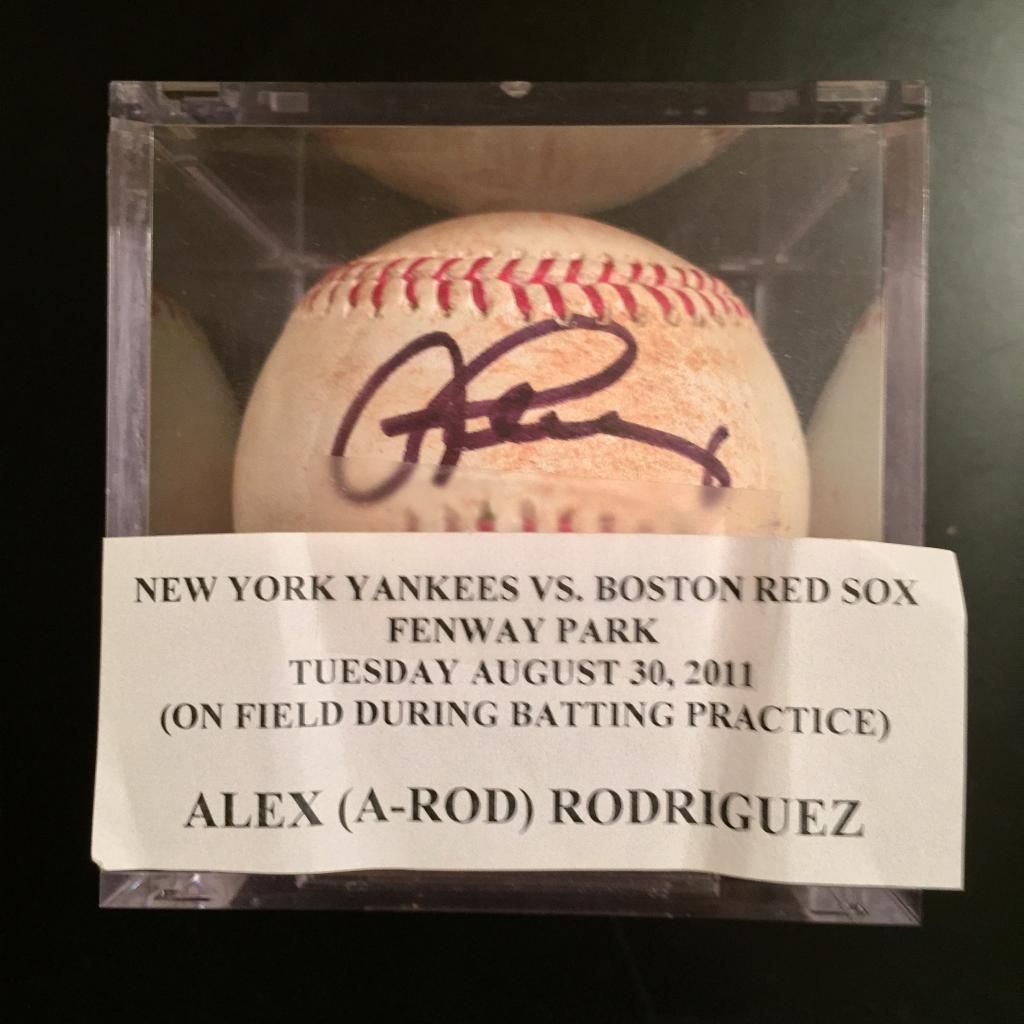 NEW YORK YANKEES VS. BOSTON RED SOX
FENWAY PARK
TUESDAY AUGUST 30, 2011
(ON FIELD DURING BATTING PRACTICE)
ALEX (A-ROD) RODRIGUEZ